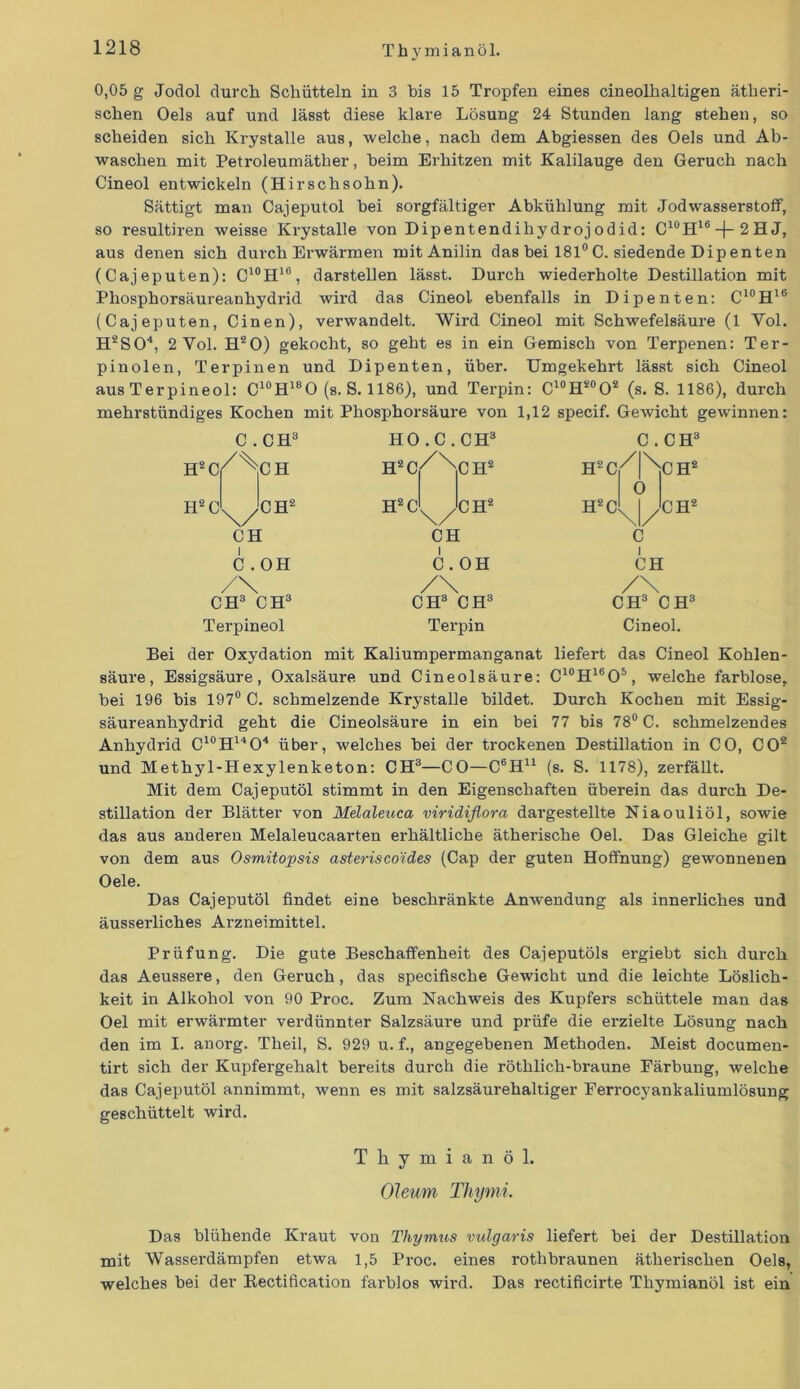 1218
Thymianöl.
0,05 g Jodol durch Schütteln in 3 bis 15 Tropfen eines cineolhaltigen ätheri-
schen Oels auf und lässt diese klare Lösung 24 Stunden lang stehen, so
scheiden sich Krystalle aus, welche, nach dem Abgiessen des Oels und Ab-
waschen mit Petroleumäther, beim Erhitzen mit Kalilauge den Geruch nach
Cineol entwickeln (Hirschsohn).
Sättigt man Cajeputol bei sorgfältiger Abkühlung mit Jodwasserstoff,
so resultiren weisse Krystalle von Dipentendihydrojodid: C¹⁰H¹⁶ + 2HJ,
aus denen sich durch Erwärmen mit Anilin das bei 181⁰ C. siedende Dipenten
(Cajeputen): C¹⁰H¹⁶, darstellen lässt. Durch wiederholte Destillation mit
Phosphorsäureanhydrid wird das Cineol ebenfalls in Dipenten: C¹⁰H¹⁶
(Cajeputen, Cinen), verwandelt. Wird Cineol mit Schwefelsäure (1 Vol.
H²SO⁴, 2 Vol. H²O) gekocht, so geht es in ein Gemisch von Terpenen: Ter-
pinolen, Terpinen und Dipenten, über. Umgekehrt lässt sich Cineol
aus Terpineol: C¹⁰H¹⁸O (s. S. 1186), und Terpin: C¹⁰H²⁰O² (s. S. 1186), durch
mehrstündiges Kochen mit Phosphorsäure von 1,12 specif. Gewicht gewinnen:
C.CH³ HO.C.CH³ C.CH³
H²C CH H²C CH² H²C CH²
O
H²C CH² H²C CH² H²C CH²
CH CH C
C.OH C.OH CH
CH³ CH³ CH³ CH³ CH³ CH³
Terpineol Terpin Cineol.
Bei der Oxydation mit Kaliumpermanganat liefert das Cineol Kohlen-
säure, Essigsäure, Oxalsäure und Cineolsäure: C¹⁰H¹⁶O⁵, welche farblose,
bei 196 bis 197⁰ C. schmelzende Krystalle bildet. Durch Kochen mit Essig-
säureanhydrid geht die Cineolsäure in ein bei 77 bis 78⁰ C. schmelzendes
Anhydrid C¹⁰H¹⁴O⁴ über, welches bei der trockenen Destillation in CO, CO²
und Methyl-Hexylenketon: CH³—CO—C⁶H¹¹ (s. S. 1178), zerfällt.
Mit dem Cajeputöl stimmt in den Eigenschaften überein das durch De-
stillation der Blätter von Melaleuca viridiflora dargestellte Niaouliöl, sowie
das aus anderen Melaleucaarten erhältliche ätherische Oel. Das Gleiche gilt
von dem aus Osmitopsis asteriscoïdes (Cap der guten Hoffnung) gewonnenen
Oele.
Das Cajeputöl findet eine beschränkte Anwendung als innerliches und
äusserliches Arzneimittel.
Prüfung. Die gute Beschaffenheit des Cajeputöls ergiebt sich durch
das Aeussere, den Geruch, das specifische Gewicht und die leichte Löslich-
keit in Alkohol von 90 Proc. Zum Nachweis des Kupfers schüttele man das
Oel mit erwärmter verdünnter Salzsäure und prüfe die erzielte Lösung nach
den im I. anorg. Theil, S. 929 u. f., angegebenen Methoden. Meist documen-
tirt sich der Kupfergehalt bereits durch die röthlich-braune Färbung, welche
das Cajeputöl annimmt, wenn es mit salzsäurehaltiger Ferrocyankaliumlösung
geschüttelt wird.
Thymianöl.
Oleum Thymi.
Das blühende Kraut von Thymus vulgaris liefert bei der Destillation
mit Wasserdämpfen etwa 1,5 Proc. eines rothbraunen ätherischen Oels,
welches bei der Rectification farblos wird. Das rectificirte Thymianöl ist ein